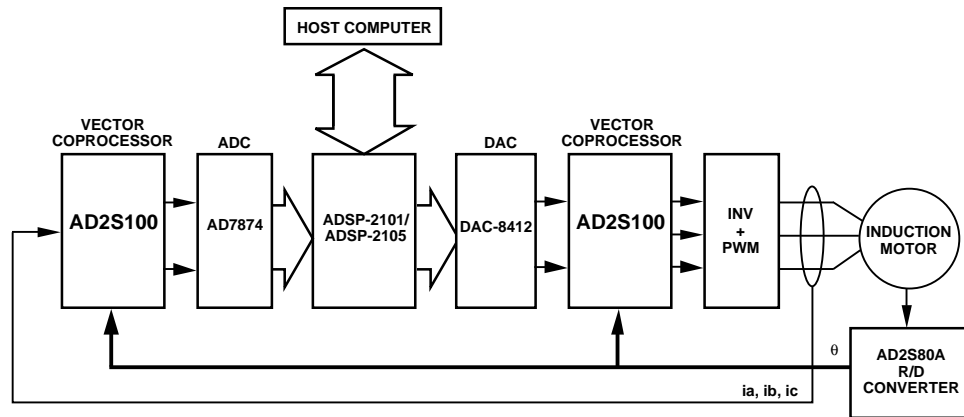 HOST COMPUTER
VECTOR
COPROCESSOR
ADC
DAC
VECTOR
COPROCESSOR
AD2S100
AD7874
ADSP-2101/
ADSP-2105
DAC-8412
AD2S100
INV
+
PWM
INDUCTION
MOTOR
θ
AD2S80A
R/D
CONVERTER
ia, ib, ic